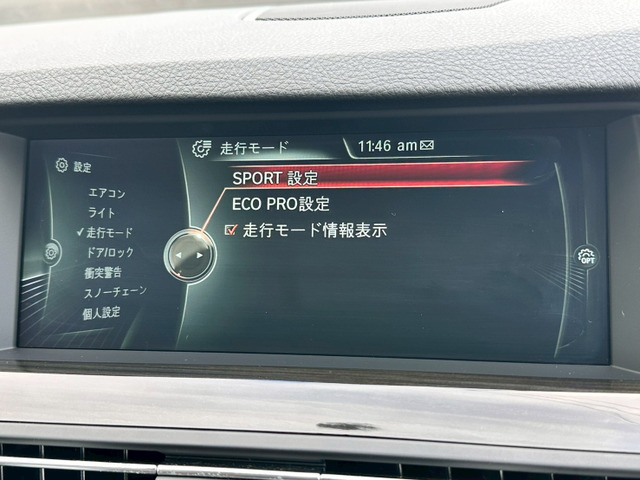 走行モード 11:46 am
設定
エアコン
ライト
走行モード
ドア/ロック
衝突警告
スノーチェーン
個人設定
SPORT 設定
ECO PRO設定
走行モード情報表示
OPT